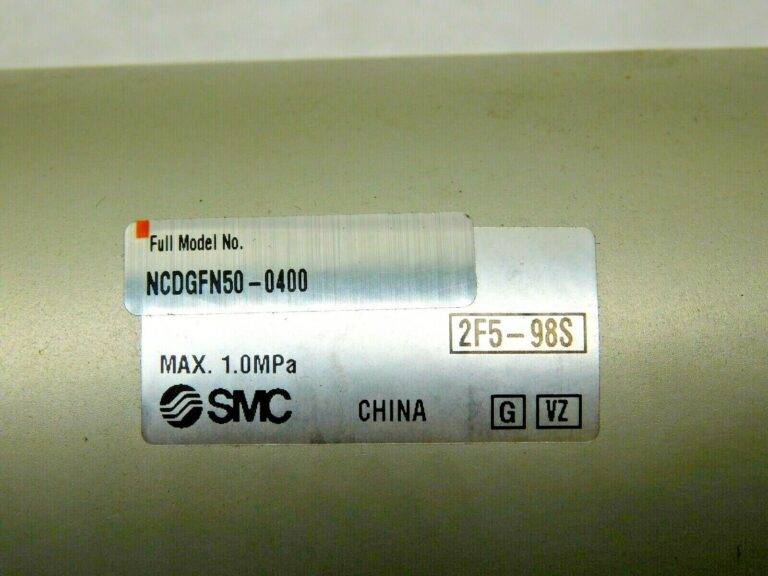 Full Model No.
NCDGFN50-0400
2F5-98S
MAX. 1.0MPa
SMC CHINA G VZ